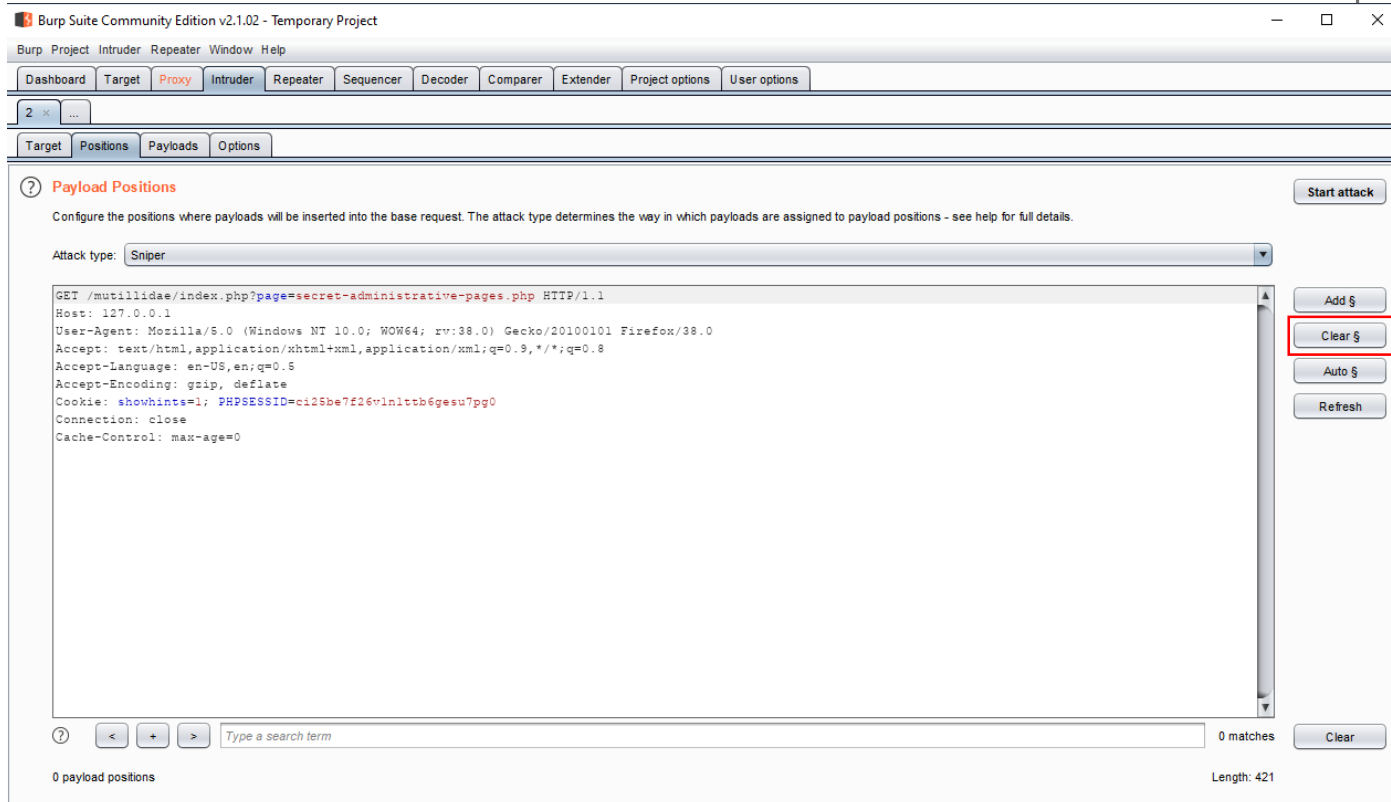 Burp Suite Community Edition v2.1.02 - Temporary Project
Burp Project Intruder Repeater Window Help
Dashboard Target Proxy Intruder Repeater Sequencer Decoder Comparer Extender Project options User options
2 × ...
Target Positions Payloads Options
? Payload Positions
Start attack
Configure the positions where payloads will be inserted into the base request. The attack type determines the way in which payloads are assigned to payload positions - see help for full details.
Attack type: Sniper
GET /mutillidae/index.php?page=secret-administrative-pages.php HTTP/1.1
Host: 127.0.0.1
User-Agent: Mozilla/5.0 (Windows NT 10.0; WOW64; rv:38.0) Gecko/20100101 Firefox/38.0
Accept: text/html,application/xhtml+xml,application/xml;q=0.9,*/*;q=0.8
Accept-Language: en-US,en;q=0.5
Accept-Encoding: gzip, deflate
Cookie: showhints=1; PHPSESSID=ci25be7f26v1n1ttb6gesu7pg0
Connection: close
Cache-Control: max-age=0
Add §
Clear §
Auto §
Refresh
? < + > Type a search term 0 matches Clear
0 payload positions Length: 421